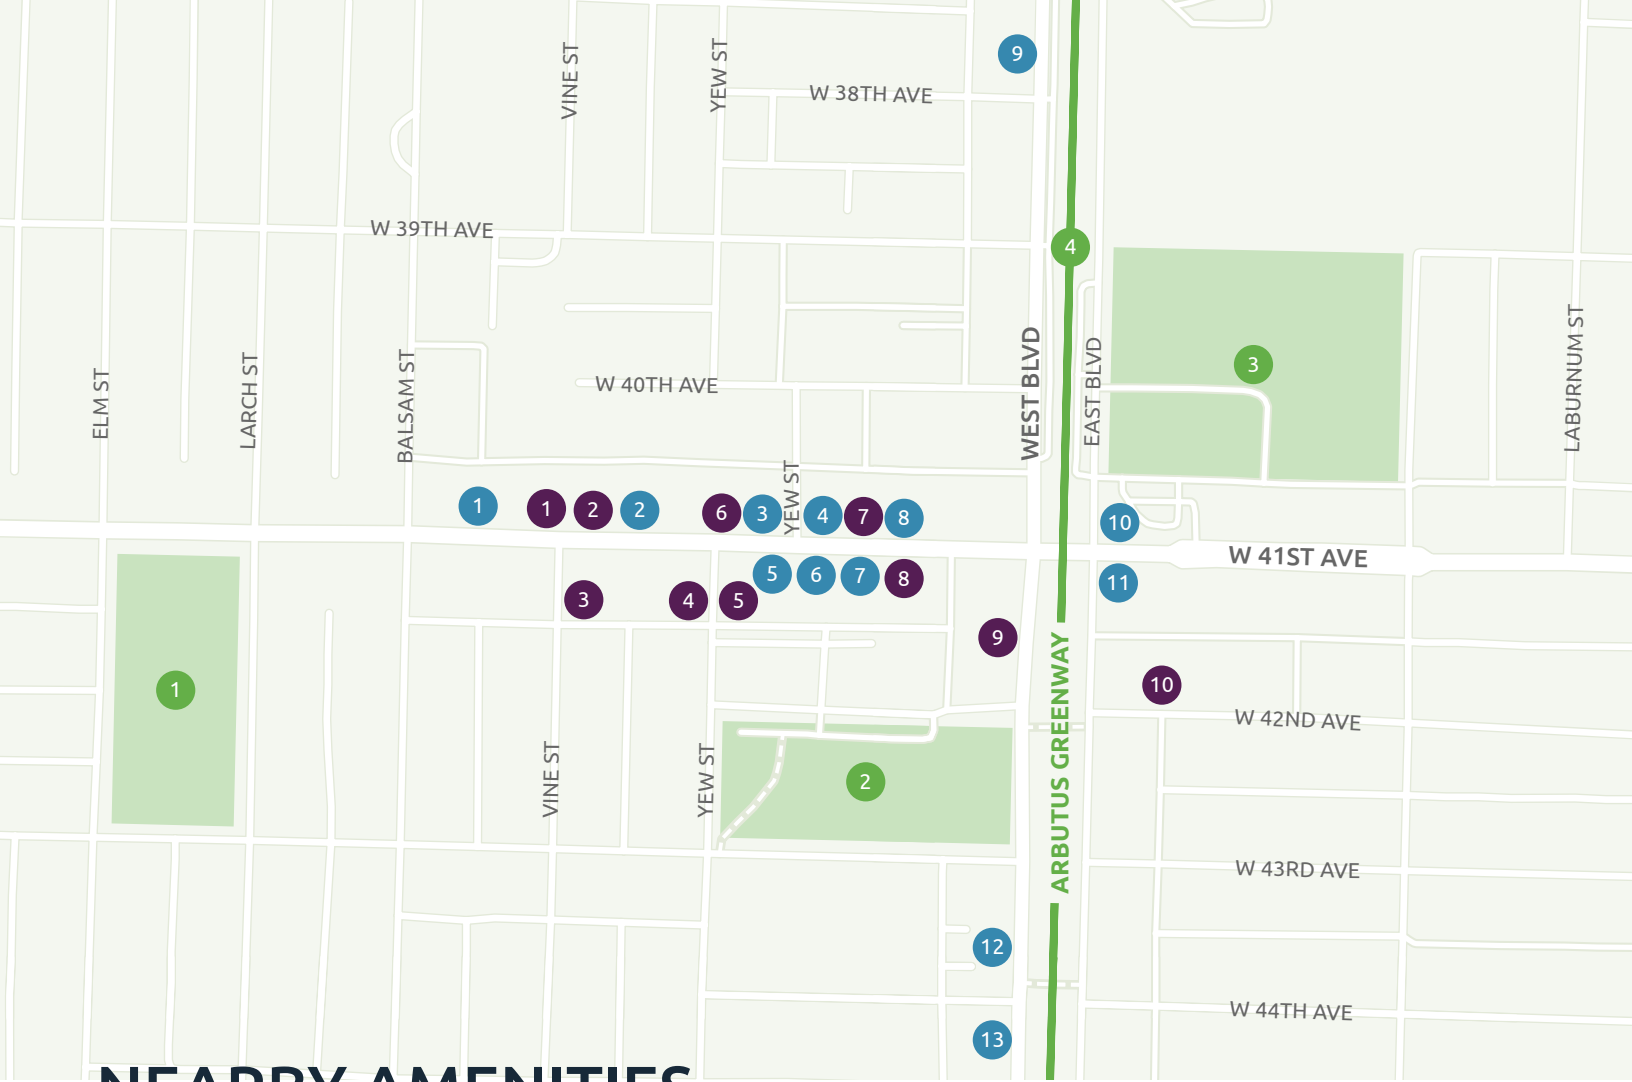 9
VINE ST
YEW ST
W 38TH AVE
W 39TH AVE
4
ELM ST
LARCH ST
BALSAM ST
W 40TH AVE
WEST BLVD
EAST BLVD
3
LABURNUM ST
YEW ST
1
1
2
2
6
3
4
7
8
10
W 41ST AVE
5
6
7
8
11
3
4
5
9
1
10
ARBUTUS GREENWAY
W 42ND AVE
VINE ST
YEW ST
2
W 43RD AVE
12
W 44TH AVE
13
NEARBY AMENITIES